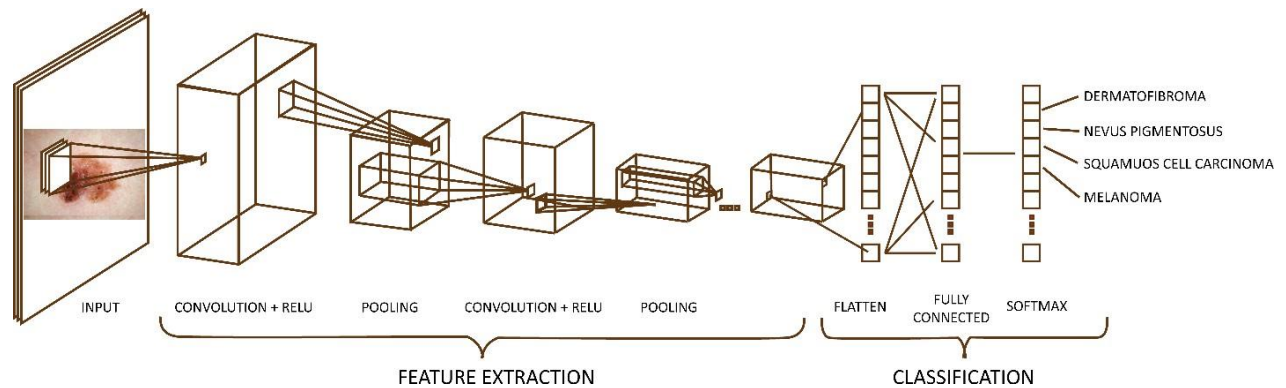 DERMATOFIBROMA
NEVUS PIGMENTOSUS
SQUAMUOS CELL CARCINOMA
MELANOMA
INPUT
CONVOLUTION + RELU
POOLING
CONVOLUTION + RELU
POOLING
FLATTEN
FULLY
CONNECTED
SOFTMAX
FEATURE EXTRACTION
CLASSIFICATION